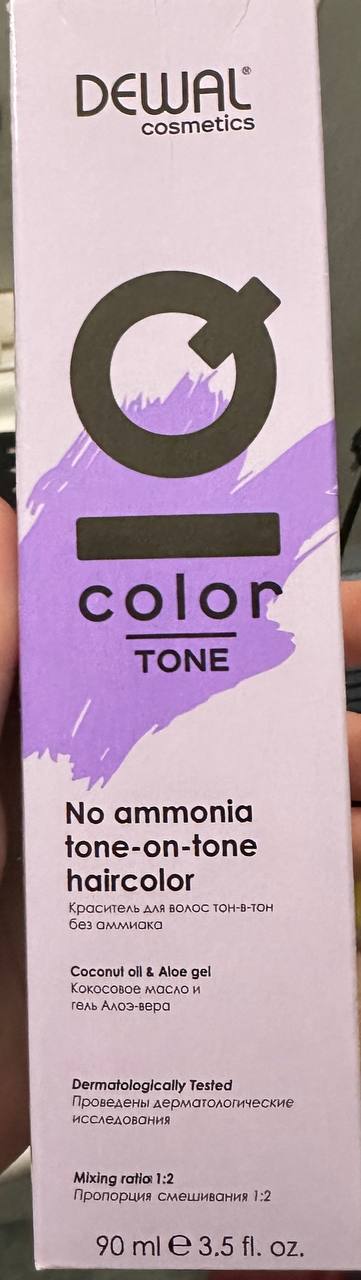 DEWAL®
cosmetics
IQ
color
TONE
No ammonia
tone-on-tone
haircolor
Краситель для волос тон-в-тон
без аммиака
Coconut oil & Aloe gel
Кокосовое масло и
гель Алоэ-вера
Dermatologically Tested
Проведены дерматологические
исследования
Mixing ratio 1:2
Пропорция смешивания 1:2
90 ml ℮ 3.5 fl. oz.